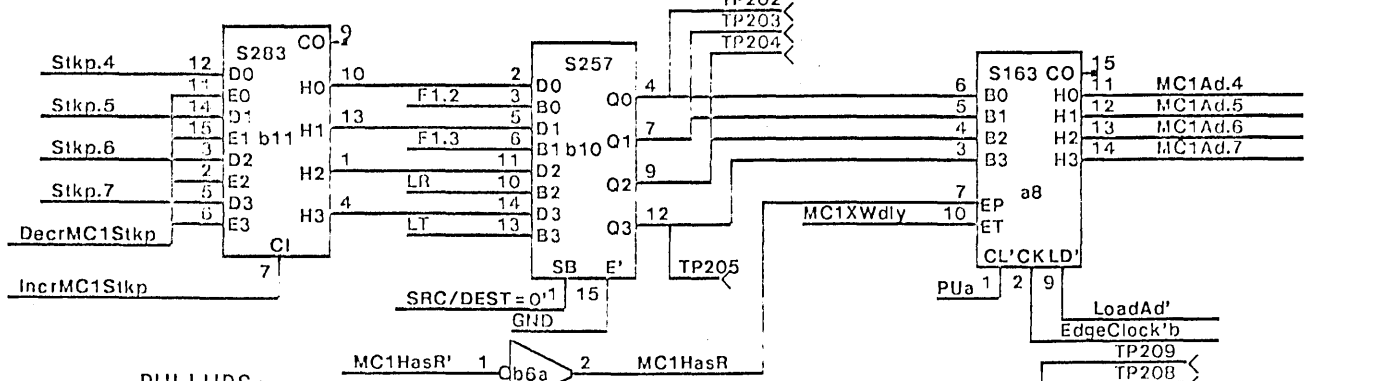 TP202
TP203
TP204
S283 CO 9
Stkp.4 12 D0
11 E0 H0 10
Stkp.5 14 D1
15 E1 b11 H1 13
Stkp.6 3 D2
2 E2 H2 1
Stkp.7 5 D3
6 E3 H3 4
DecrMC1Stkp
CI
7
IncrMC1Stkp
S257
2 D0
F1.2 3 B0 Q0 4
5 D1
F1.3 6 B1 b10 Q1 7
11 D2
LR 10 B2 Q2 9
14 D3
LT 13 B3 Q3 12
SB E'
TP205
SRC/DEST=0' 1 15
GND
S163 CO 15
6 B0 H0 11 MC1Ad.4
5 B1 H1 12 MC1Ad.5
4 B2 H2 13 MC1Ad.6
3 B3 H3 14 MC1Ad.7
a8
7 EP
MC1XWdly 10 ET
CL' CK LD'
PUa 1 2 9
LoadAd'
EdgeClock'b
MC1HasR' 1 b6a 2 MC1HasR
TP209
TP208
PULLUPS